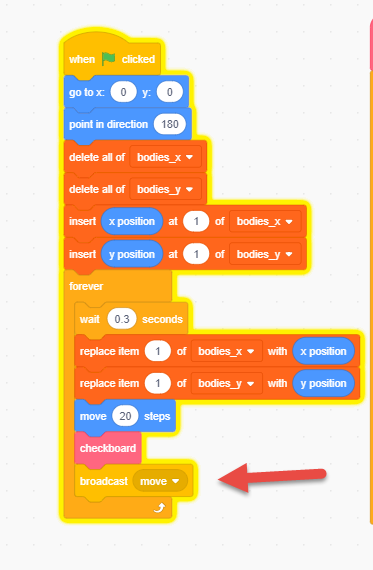 when clicked
go to x: 0 y: 0
point in direction 180
delete all of bodies_x
delete all of bodies_y
insert x position at 1 of bodies_x
insert y position at 1 of bodies_y
forever
wait 0.3 seconds
replace item 1 of bodies_x with x position
replace item 1 of bodies_y with y position
move 20 steps
checkboard
broadcast move